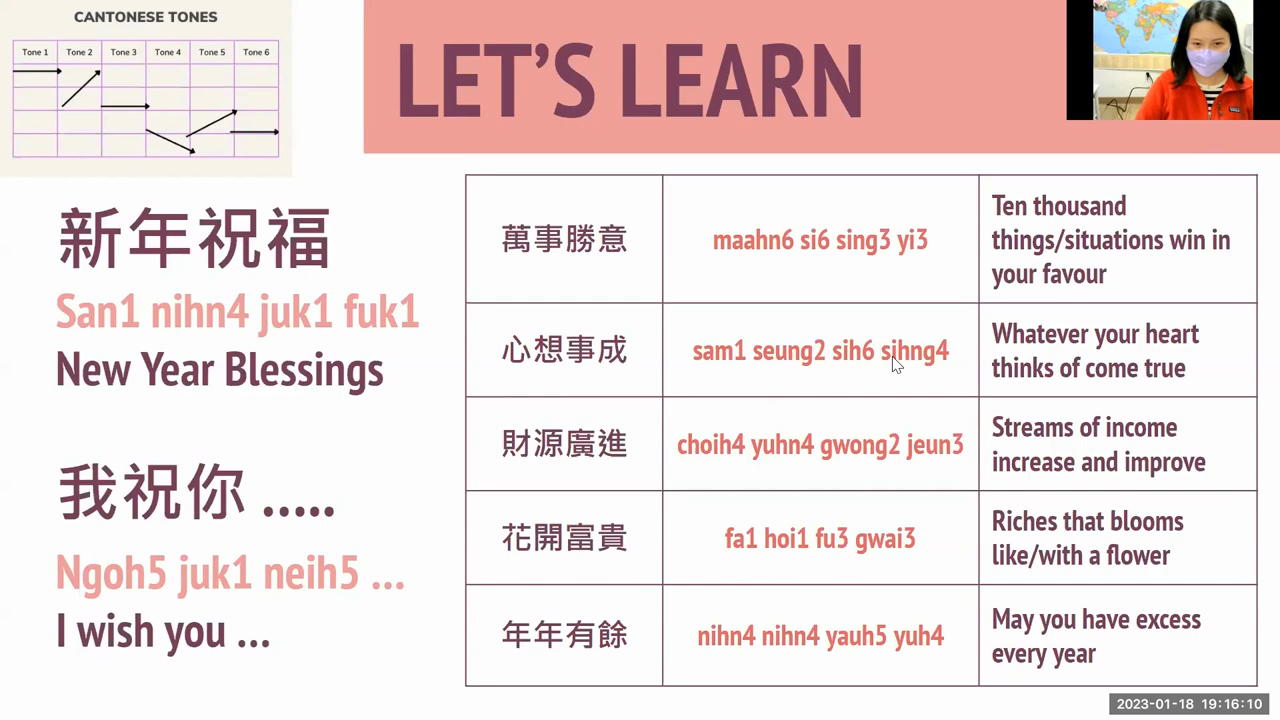 CANTONESE TONES
Tone 1 Tone 2 Tone 3 Tone 4 Tone 5 Tone 6
LET'S LEARN
新年祝福
San1 nihn4 juk1 fuk1
New Year Blessings
我祝你 .....
Ngoh5 juk1 neih5 ...
I wish you ...
萬事勝意
maahn6 si6 sing3 yi3
Ten thousand
things/situations win in
your favour
心想事成
sam1 seung2 sih6 sihng4
Whatever your heart
thinks of come true
財源廣進
choih4 yuhn4 gwong2 jeun3
Streams of income
increase and improve
花開富貴
fa1 hoi1 fu3 gwai3
Riches that blooms
like/with a flower
年年有餘
nihn4 nihn4 yauh5 yuh4
May you have excess
every year
2023-01-18 19:16:10